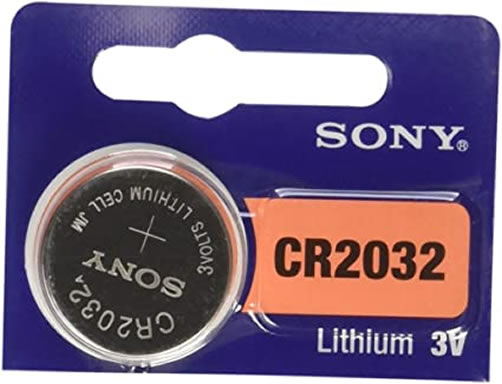 SONY®
CR2032
Lithium 3V
3VOLTS LITHIUM CELL JM
+
SONY
CR2032